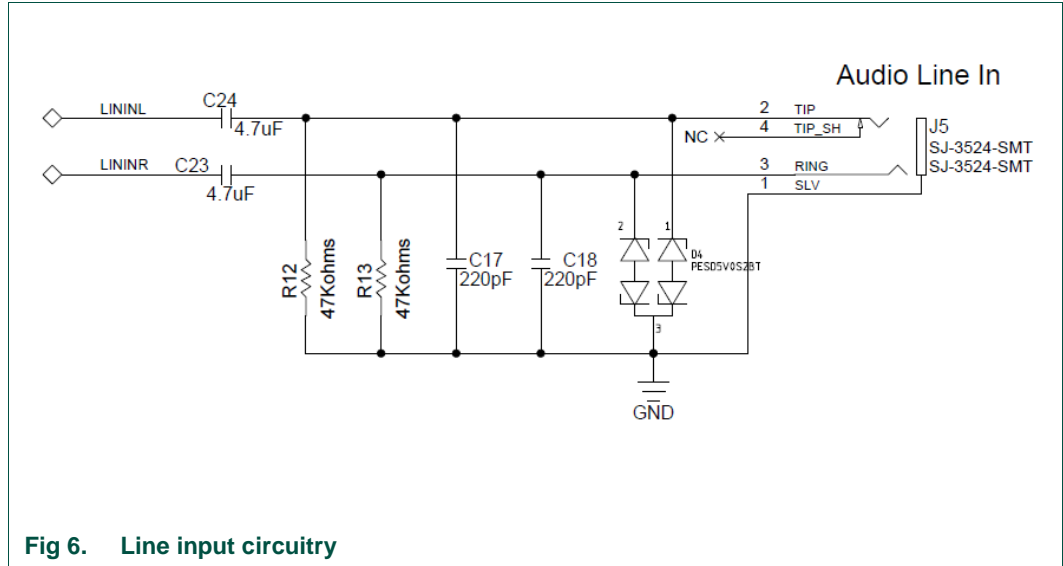 Audio Line In
LININL
C24
4.7uF
2 TIP
NC
4 TIP_SH
J5
SJ-3524-SMT
SJ-3524-SMT
LININR
C23
4.7uF
3 RING
1 SLV
R12
47Kohms
R13
47Kohms
C17
220pF
C18
220pF
2
1
D4
PESD5V0S2BT
3
GND
Fig 6. Line input circuitry